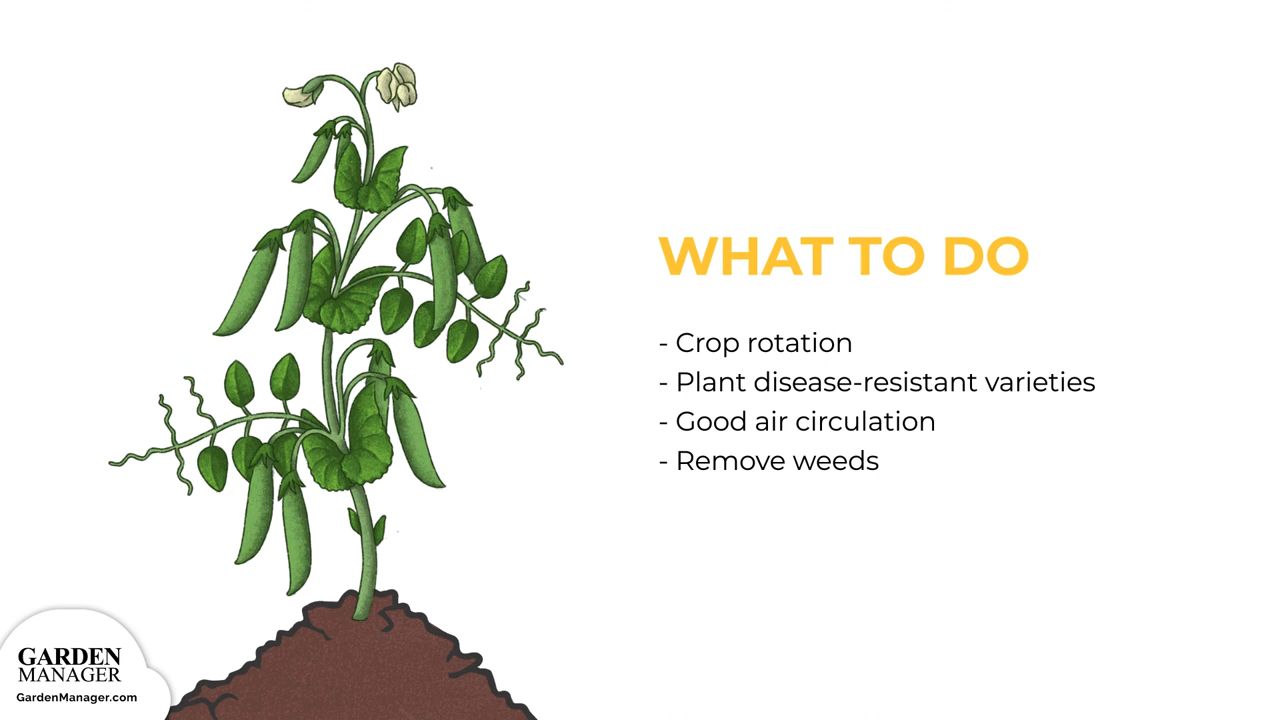 WHAT TO DO
- Crop rotation
- Plant disease-resistant varieties
- Good air circulation
- Remove weeds
GARDEN
MANAGER
GardenManager.com